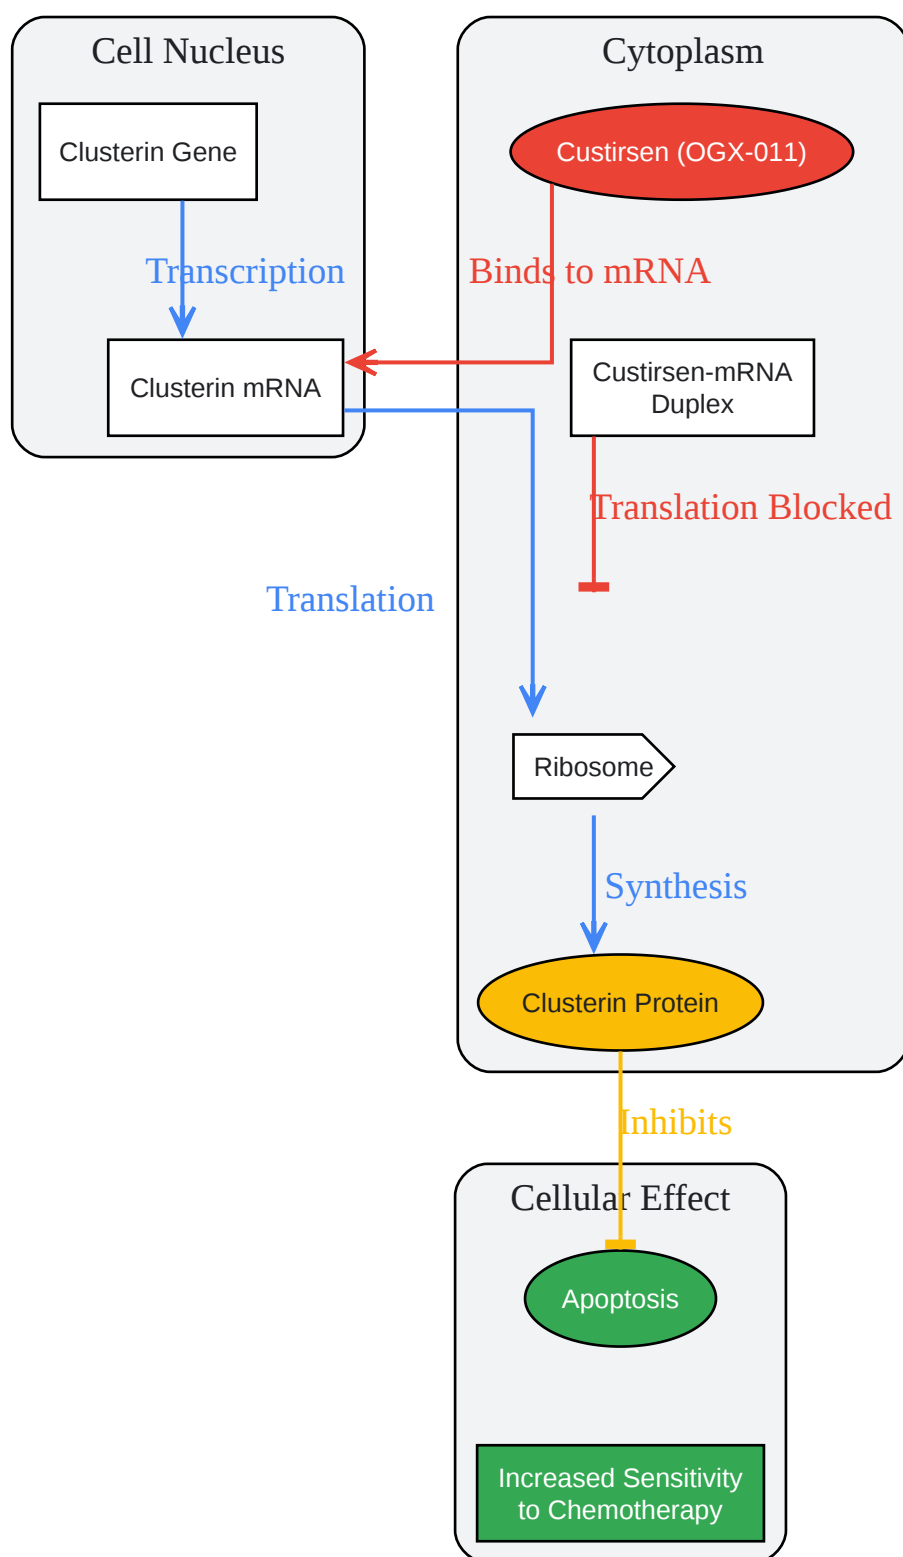 Cell Nucleus
Cytoplasm
Clusterin Gene
Custirsen (OGX-011)
Transcription
Binds to mRNA
Clusterin mRNA
Custirsen-mRNA
Duplex
Translation Blocked
Translation
Ribosome
Synthesis
Clusterin Protein
Inhibits
Cellular Effect
Apoptosis
Increased Sensitivity
to Chemotherapy